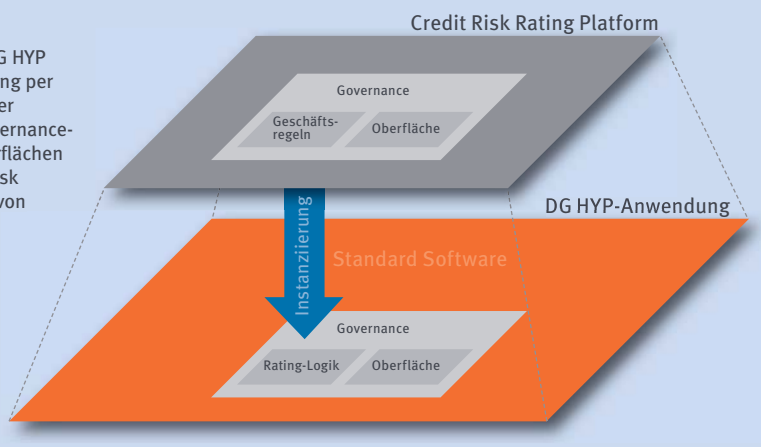 Credit Risk Rating Platform
G HYP
ng per
er
ernance-
rflächen
sk
von
Governance
Geschäfts-
regeln
Oberfläche
Instanziierung
DG HYP-Anwendung
Standard Software
Governance
Rating-Logik
Oberfläche